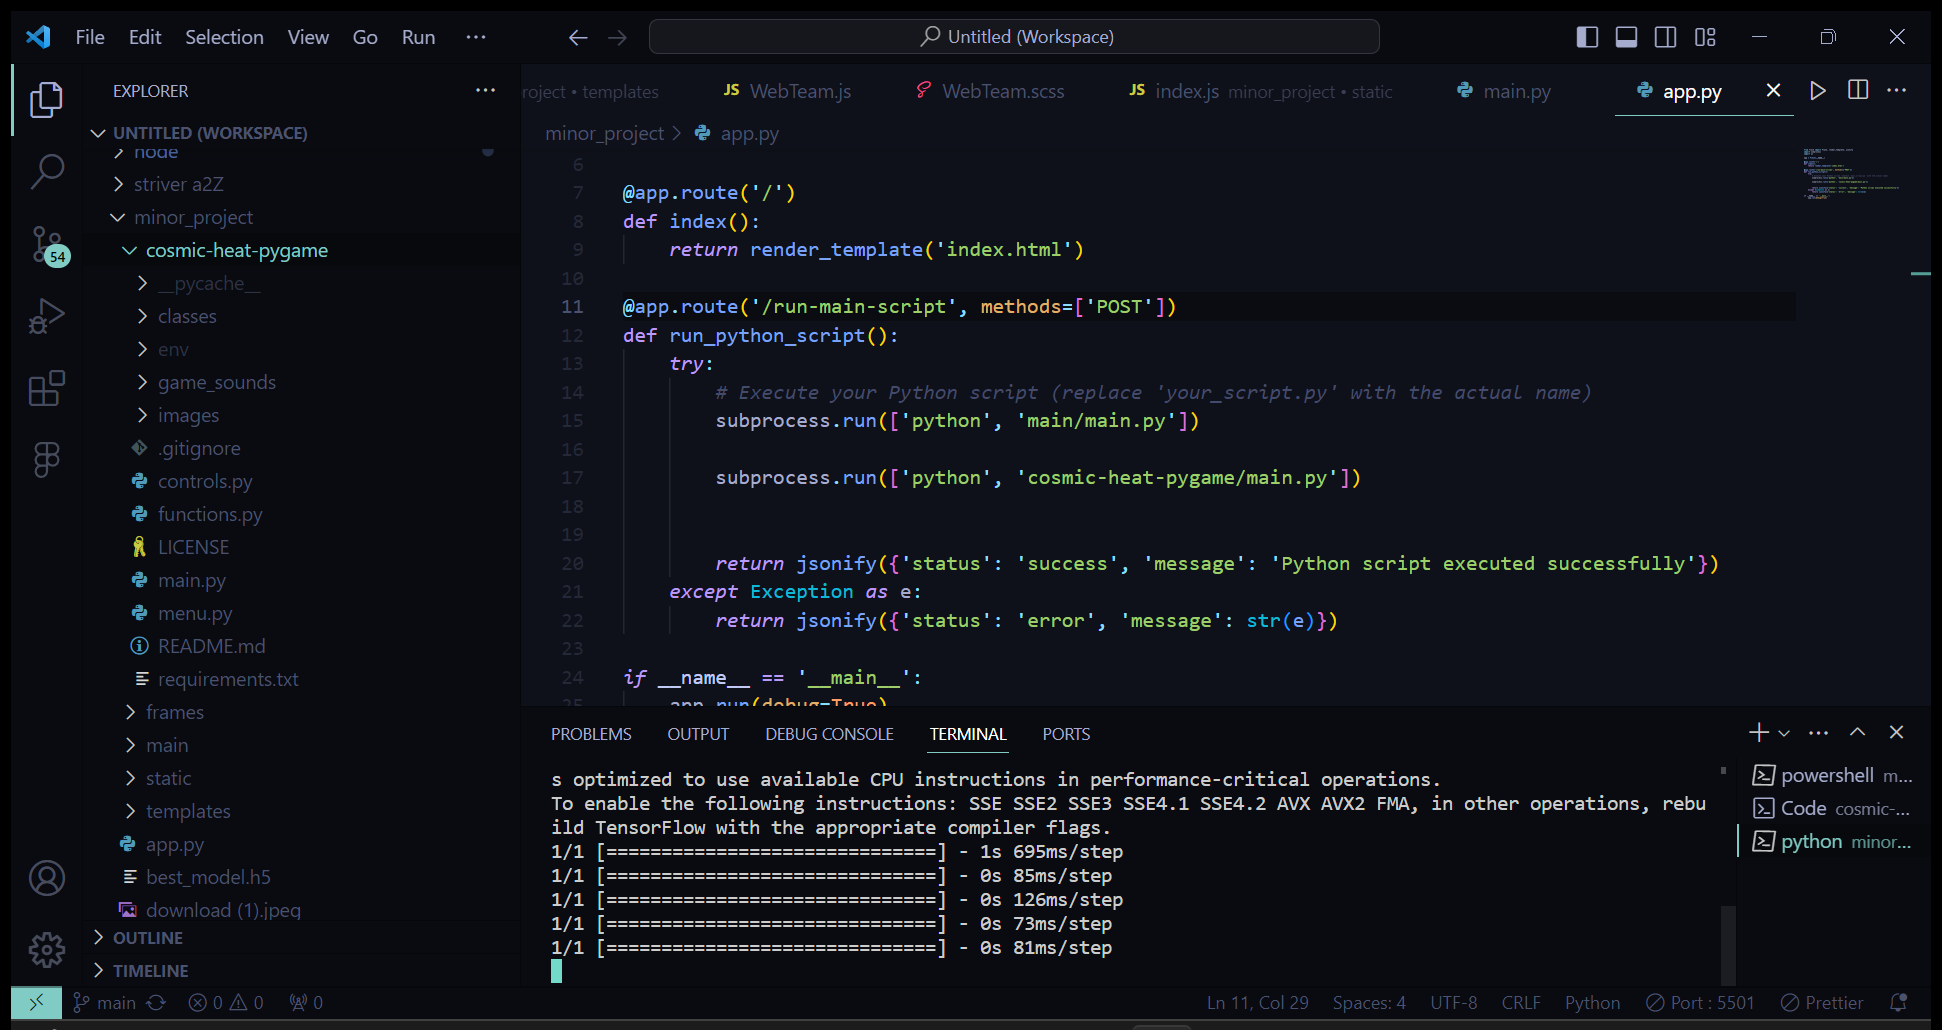 File Edit Selection View Go Run ···
Untitled (Workspace)
EXPLORER ···
roject • templates
JS WebTeam.js
WebTeam.scss
JS index.js minor_project • static
main.py
app.py
UNTITLED (WORKSPACE)
node
striver a2Z
minor_project
cosmic-heat-pygame
__pycache__
classes
env
game_sounds
images
.gitignore
controls.py
functions.py
LICENSE
main.py
menu.py
README.md
requirements.txt
frames
main
static
templates
app.py
best_model.h5
download (1).jpeg
OUTLINE
TIMELINE
54
minor_project > app.py
6
7 @app.route('/')
8 def index():
9 return render_template('index.html')
10
11 @app.route('/run-main-script', methods=['POST'])
12 def run_python_script():
13 try:
14 # Execute your Python script (replace 'your_script.py' with the actual name)
15 subprocess.run(['python', 'main/main.py'])
16
17 subprocess.run(['python', 'cosmic-heat-pygame/main.py'])
18
19
20 return jsonify({'status': 'success', 'message': 'Python script executed successfully'})
21 except Exception as e:
22 return jsonify({'status': 'error', 'message': str(e)})
23
24 if __name__ == '__main__':
25 app.run(debug=True)
PROBLEMS OUTPUT DEBUG CONSOLE TERMINAL PORTS
s optimized to use available CPU instructions in performance-critical operations.
To enable the following instructions: SSE SSE2 SSE3 SSE4.1 SSE4.2 AVX AVX2 FMA, in other operations, rebu
ild TensorFlow with the appropriate compiler flags.
1/1 [==============================] - 1s 695ms/step
1/1 [==============================] - 0s 85ms/step
1/1 [==============================] - 0s 126ms/step
1/1 [==============================] - 0s 73ms/step
1/1 [==============================] - 0s 81ms/step
powershell m...
Code cosmic-...
python minor...
main 0 0 0
Ln 11, Col 29 Spaces: 4 UTF-8 CRLF Python Port : 5501 Prettier